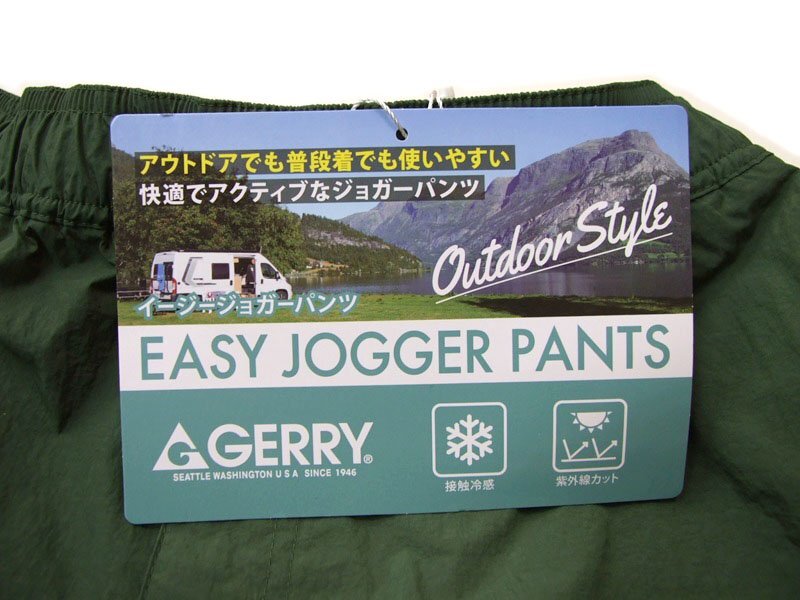 アウトドアでも普段着でも使いやすい
快適でアクティブなジョガーパンツ
Outdoor Style
イージージョガーパンツ
EASY JOGGER PANTS
GERRY®
SEATTLE WASHINGTON U S A SINCE 1946
接触冷感
紫外線カット